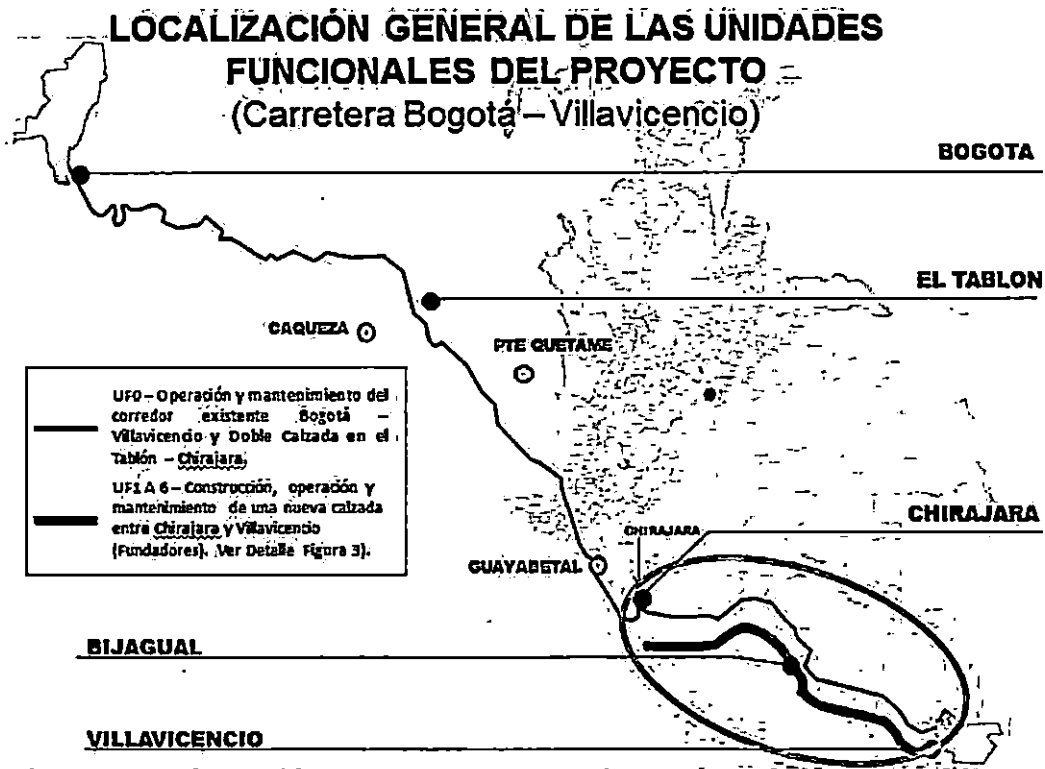 LOCALIZACIÓN GENERAL DE LAS UNIDADES
FUNCIONALES DEL PROYECTO
(Carretera Bogotá – Villavicencio)
BOGOTA
EL TABLON
CAQUEZA
PTE QUETAME
UF0 – Operación y mantenimiento del
corredor existente Bogotá –
Villavicencio y Doble Calzada en el
Tablón – Chirajara.
UF1 A 6 – Construcción, operación y
mantenimiento de una nueva calzada
entre Chirajara y Villavicencio
(Fundadores). Ver Detalle Figura 3).
CHIRAJARA
CHIRAJARA
GUAYABETAL
BIJAGUAL
VILLAVICENCIO